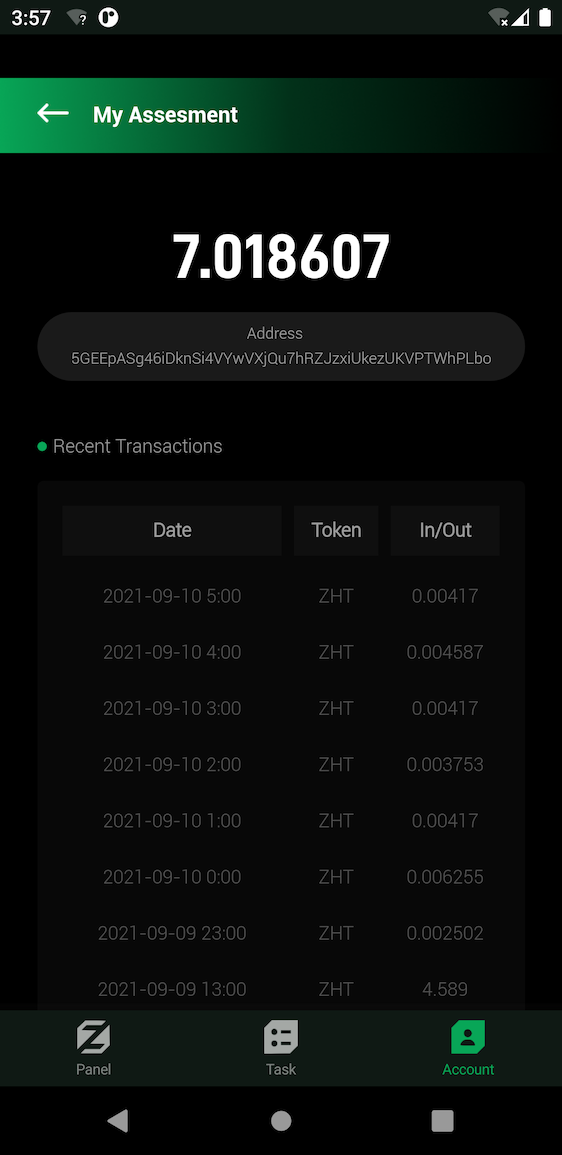 3:57
My Assesment
7.018607
Address
5GEEpASg46iDknSi4VYwVXjQu7hRZJzxiUkezUKVPTWhPLbo
Recent Transactions
Date Token In/Out
2021-09-10 5:00 ZHT 0.00417
2021-09-10 4:00 ZHT 0.004587
2021-09-10 3:00 ZHT 0.00417
2021-09-10 2:00 ZHT 0.003753
2021-09-10 1:00 ZHT 0.00417
2021-09-10 0:00 ZHT 0.006255
2021-09-09 23:00 ZHT 0.002502
2021-09-09 13:00 ZHT 4.589
Panel Task Account